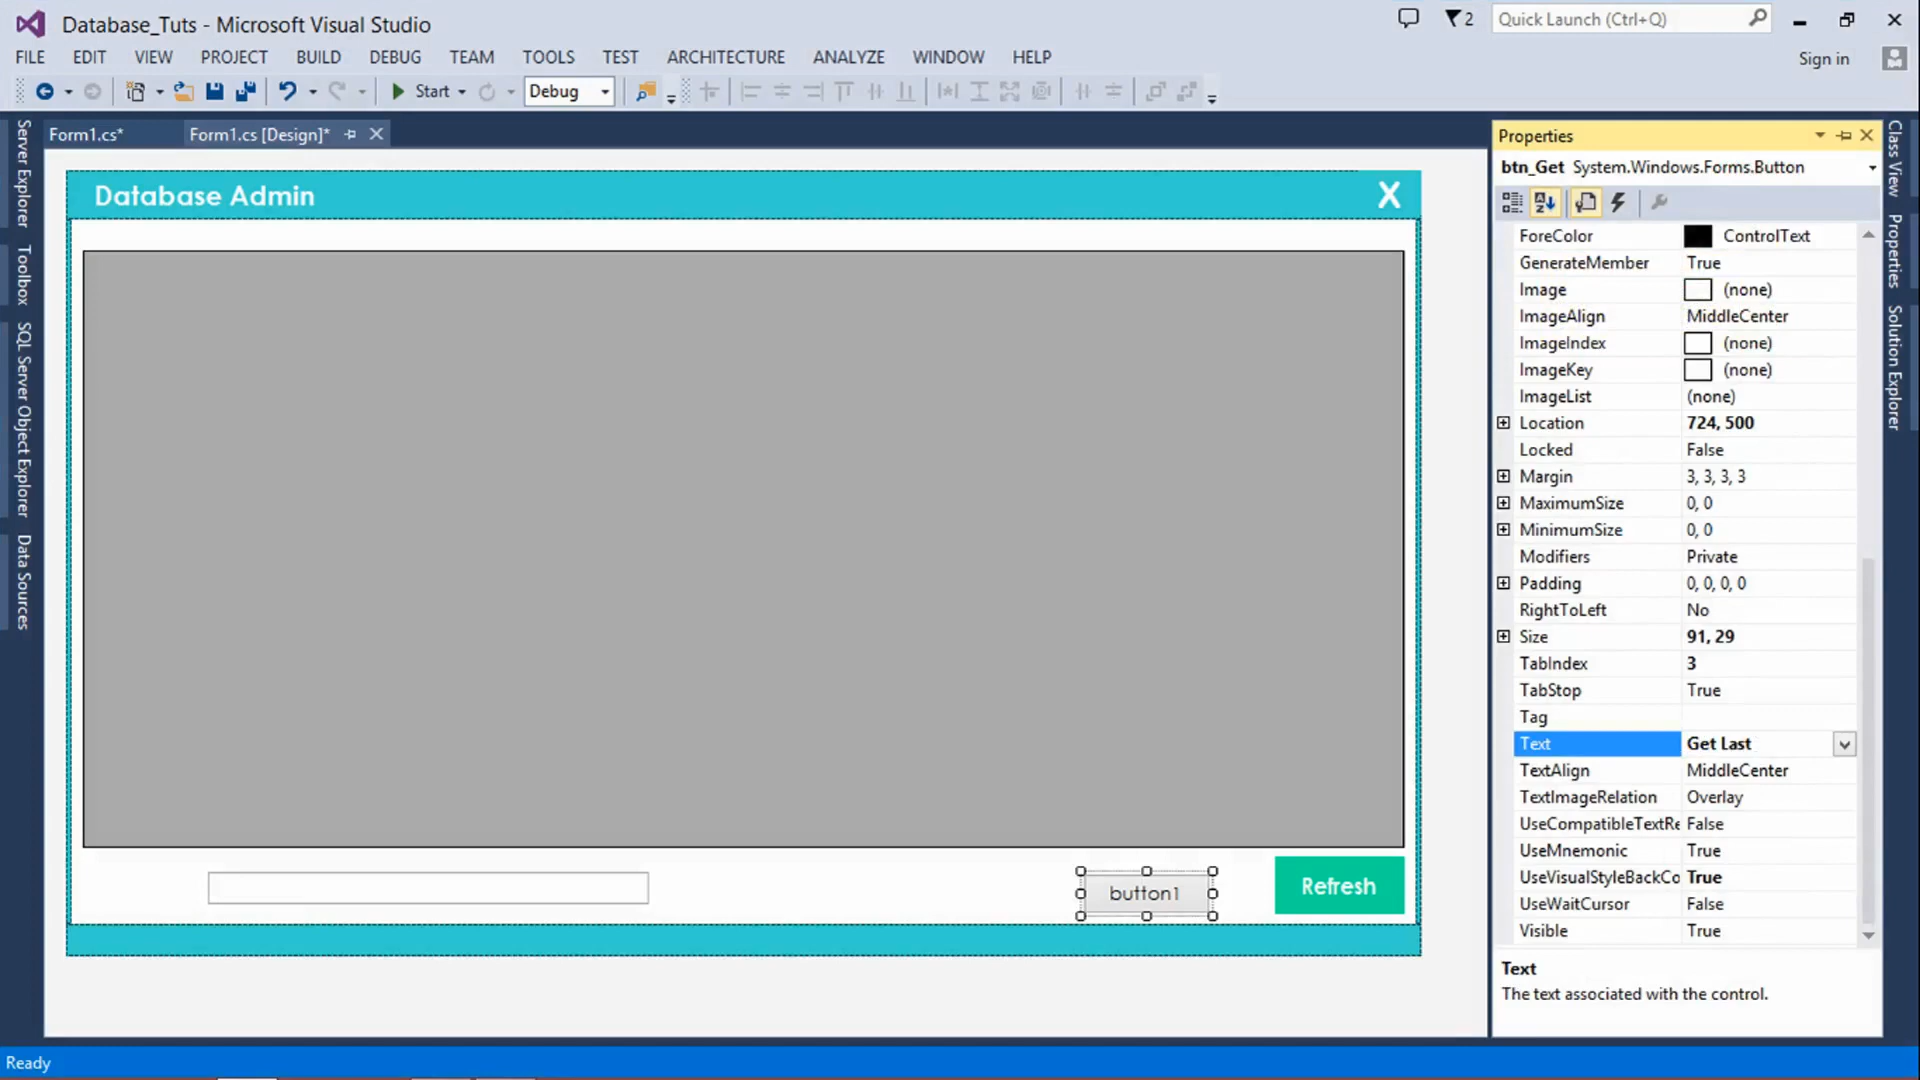 Database_Tuts - Microsoft Visual Studio
2
Quick Launch (Ctrl+Q)
FILE EDIT VIEW PROJECT BUILD DEBUG TEAM TOOLS TEST ARCHITECTURE ANALYZE WINDOW HELP
Sign in
Start
Debug
Form1.cs*
Form1.cs [Design]*
Server Explorer
Toolbox
SQL Server Object Explorer
Data Sources
Database Admin
X
button1
Refresh
Properties
btn_Get System.Windows.Forms.Button
ForeColor ControlText
GenerateMember True
Image (none)
ImageAlign MiddleCenter
ImageIndex (none)
ImageKey (none)
ImageList (none)
Location 724, 500
Locked False
Margin 3, 3, 3, 3
MaximumSize 0, 0
MinimumSize 0, 0
Modifiers Private
Padding 0, 0, 0, 0
RightToLeft No
Size 91, 29
TabIndex 3
TabStop True
Tag
Text Get Last
TextAlign MiddleCenter
TextImageRelation Overlay
UseCompatibleTextRe False
UseMnemonic True
UseVisualStyleBackCo True
UseWaitCursor False
Visible True
Text
The text associated with the control.
Class View
Properties
Solution Explorer
Ready